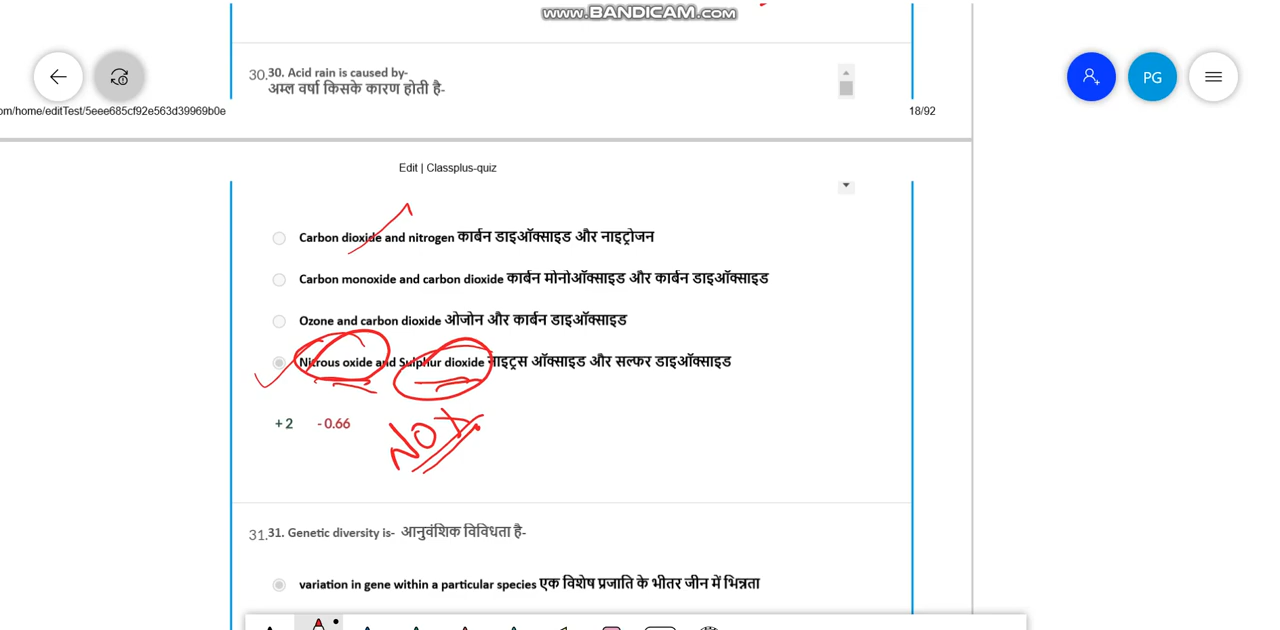 www.BANDICAM.com
30.30. Acid rain is caused by-
अम्ल वर्षा किसके कारण होती है-
PG
om/home/editTest/5eee685cf92e563d39969b0e
18/92
Edit | Classplus-quiz
Carbon dioxide and nitrogen कार्बन डाइऑक्साइड और नाइट्रोजन
Carbon monoxide and carbon dioxide कार्बन मोनोऑक्साइड और कार्बन डाइऑक्साइड
Ozone and carbon dioxide ओजोन और कार्बन डाइऑक्साइड
Nitrous oxide and Sulphur dioxide नाइट्रस ऑक्साइड और सल्फर डाइऑक्साइड
+ 2 - 0.66
NOX
31.31. Genetic diversity is- आनुवंशिक विविधता है-
variation in gene within a particular species एक विशेष प्रजाति के भीतर जीन में भिन्नता